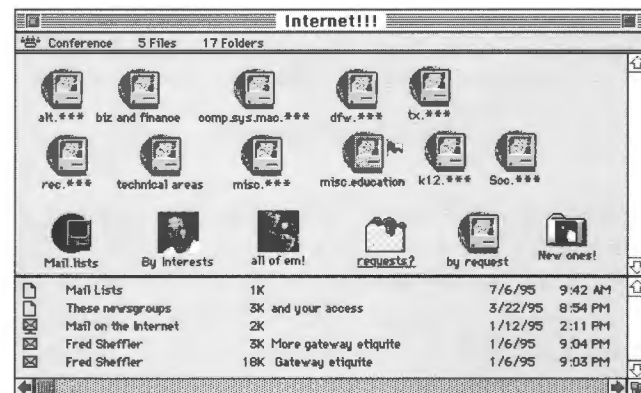 Internet!!!
Conference 5 Files 17 Folders
alt.*** biz and finance comp.sys.mac.*** dfw.*** tx.***
rec.*** technical areas misc.*** misc.education k12.*** Soc.***
Mail.lists By Interests all of em! requests? by request New ones!
Mail Lists 1K 7/6/95 9:42 AM
These newsgroups 3K and your access 3/22/95 8:54 PM
Mail on the Internet 2K 1/12/95 2:11 PM
Fred Sheffler 3K More gateway etiquite 1/6/95 9:04 PM
Fred Sheffler 18K Gateway etiquite 1/6/95 9:03 PM